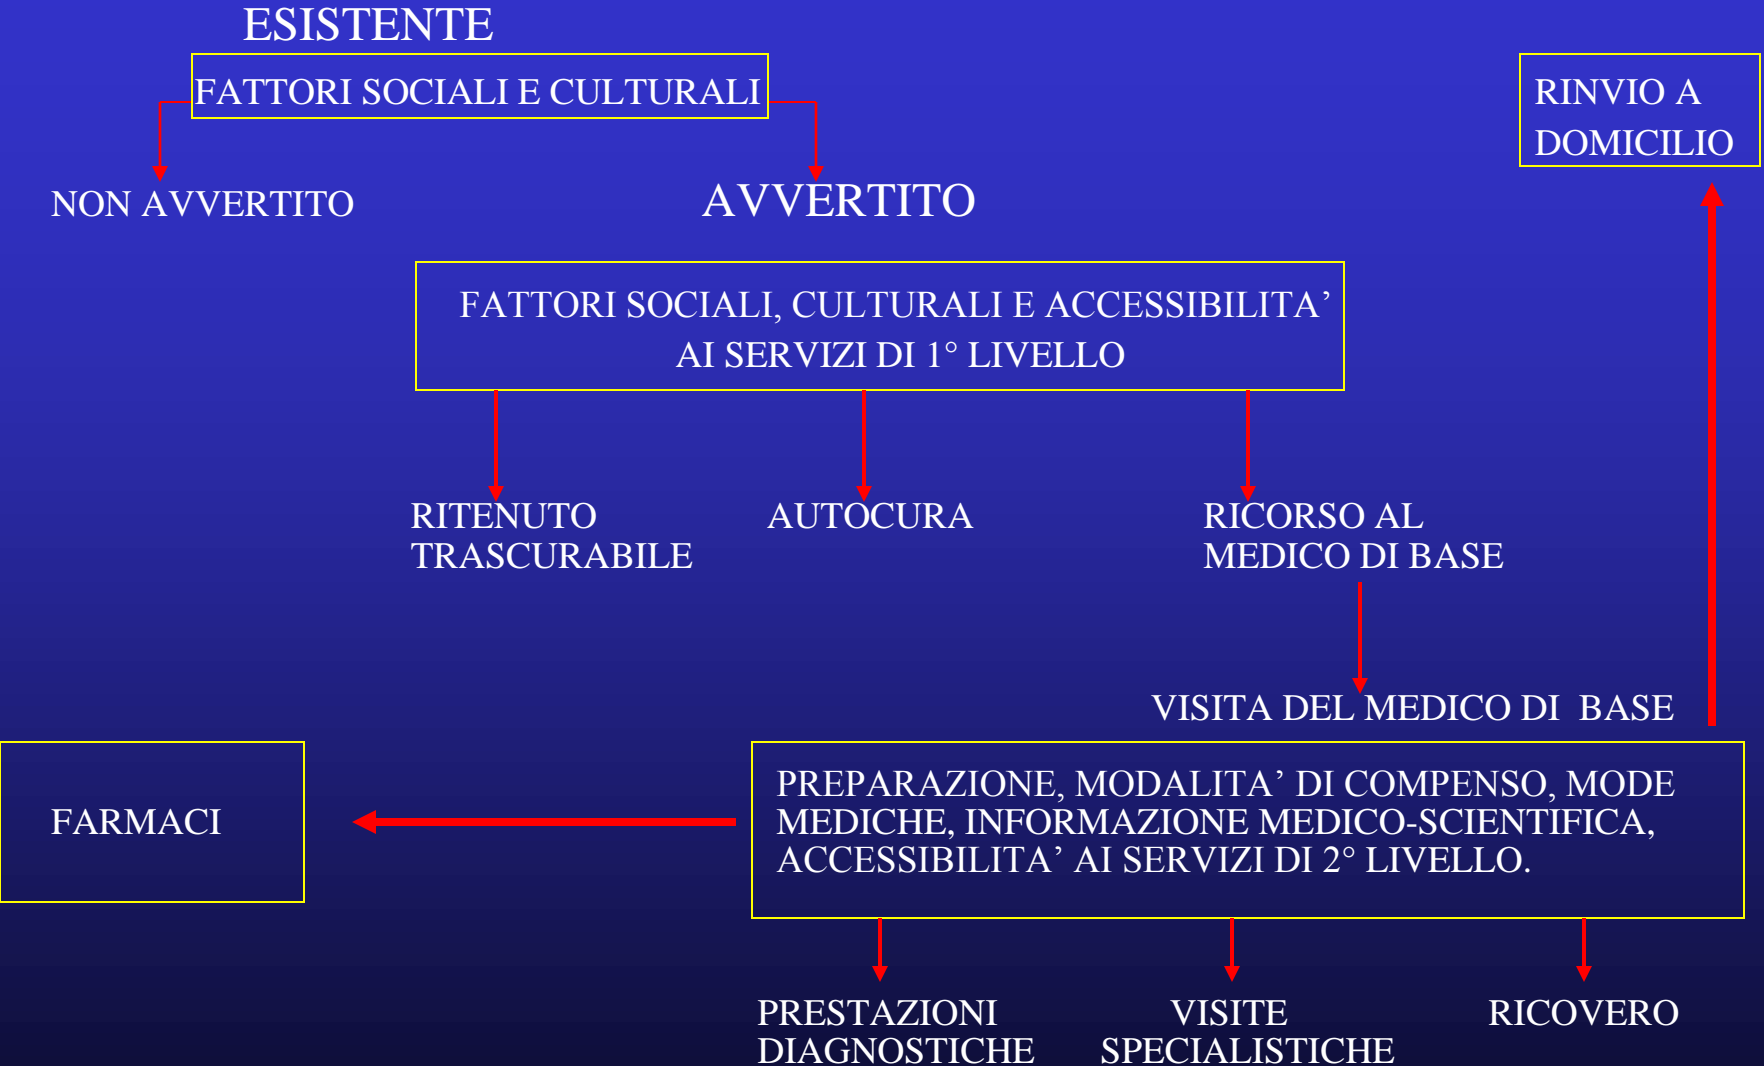 ESISTENTE
FATTORI SOCIALI E CULTURALI
RINVIO A
DOMICILIO
NON AVVERTITO
AVVERTITO
FATTORI SOCIALI, CULTURALI E ACCESSIBILITA’
AI SERVIZI DI 1° LIVELLO
RITENUTO
TRASCURABILE
AUTOCURA
RICORSO AL
MEDICO DI BASE
VISITA DEL MEDICO DI BASE
FARMACI
PREPARAZIONE, MODALITA’ DI COMPENSO, MODE
MEDICHE, INFORMAZIONE MEDICO-SCIENTIFICA,
ACCESSIBILITA’ AI SERVIZI DI 2° LIVELLO.
PRESTAZIONI
DIAGNOSTICHE
VISITE
SPECIALISTICHE
RICOVERO